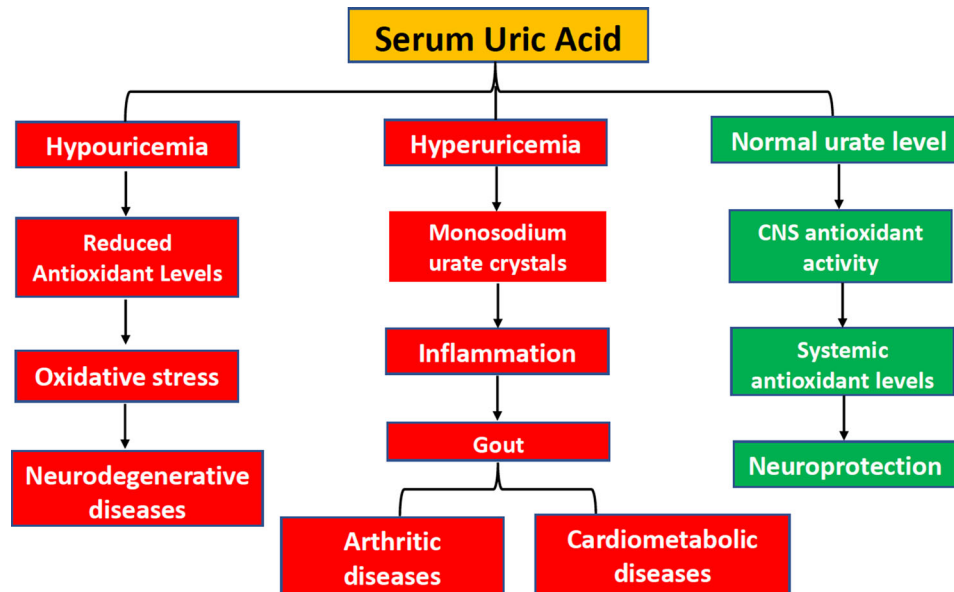 Serum Uric Acid
Hypouricemia
Reduced
Antioxidant Levels
Oxidative stress
Neurodegenerative
diseases
Hyperuricemia
Monosodium
urate crystals
Inflammation
Gout
Arthritic
diseases
Cardiometabolic
diseases
Normal urate level
CNS antioxidant
activity
Systemic
antioxidant levels
Neuroprotection